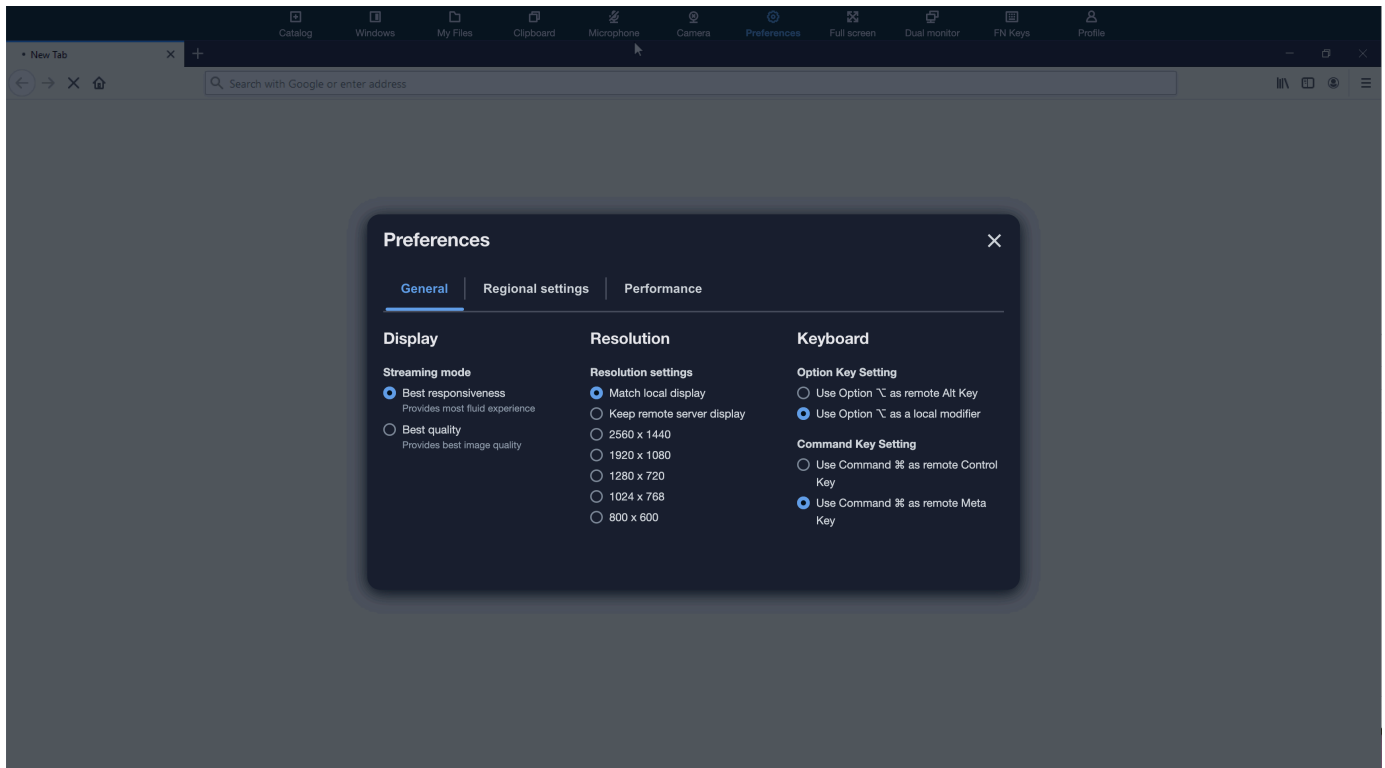 Catalog Windows My Files Clipboard Microphone Camera Preferences Full screen Dual monitor FN Keys Profile
New Tab
Search with Google or enter address
Preferences
General Regional settings Performance
Display
Streaming mode
Best responsiveness
Provides most fluid experience
Best quality
Provides best image quality
Resolution
Resolution settings
Match local display
Keep remote server display
2560 x 1440
1920 x 1080
1280 x 720
1024 x 768
800 x 600
Keyboard
Option Key Setting
Use Option ⌥ as remote Alt Key
Use Option ⌥ as a local modifier
Command Key Setting
Use Command ⌘ as remote Control
Key
Use Command ⌘ as remote Meta
Key